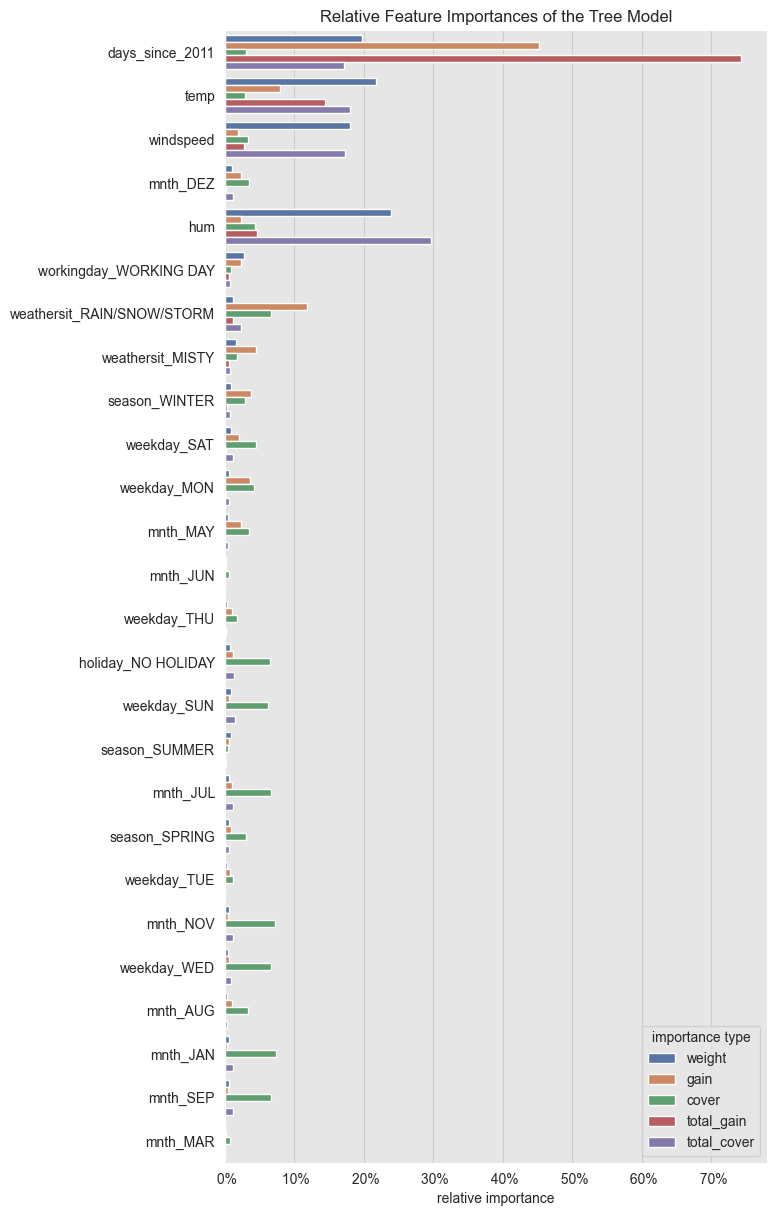 Relative Feature Importances of the Tree Model
days_since_2011
temp
windspeed
mnth_DEZ
hum
workingday_WORKING DAY
weathersit_RAIN/SNOW/STORM
weathersit_MISTY
season_WINTER
weekday_SAT
weekday_MON
mnth_MAY
mnth_JUN
weekday_THU
holiday_NO HOLIDAY
weekday_SUN
season_SUMMER
mnth_JUL
season_SPRING
weekday_TUE
mnth_NOV
weekday_WED
mnth_AUG
mnth_JAN
mnth_SEP
mnth_MAR
importance type
weight
gain
cover
total_gain
total_cover
0% 10% 20% 30% 40% 50% 60% 70%
relative importance